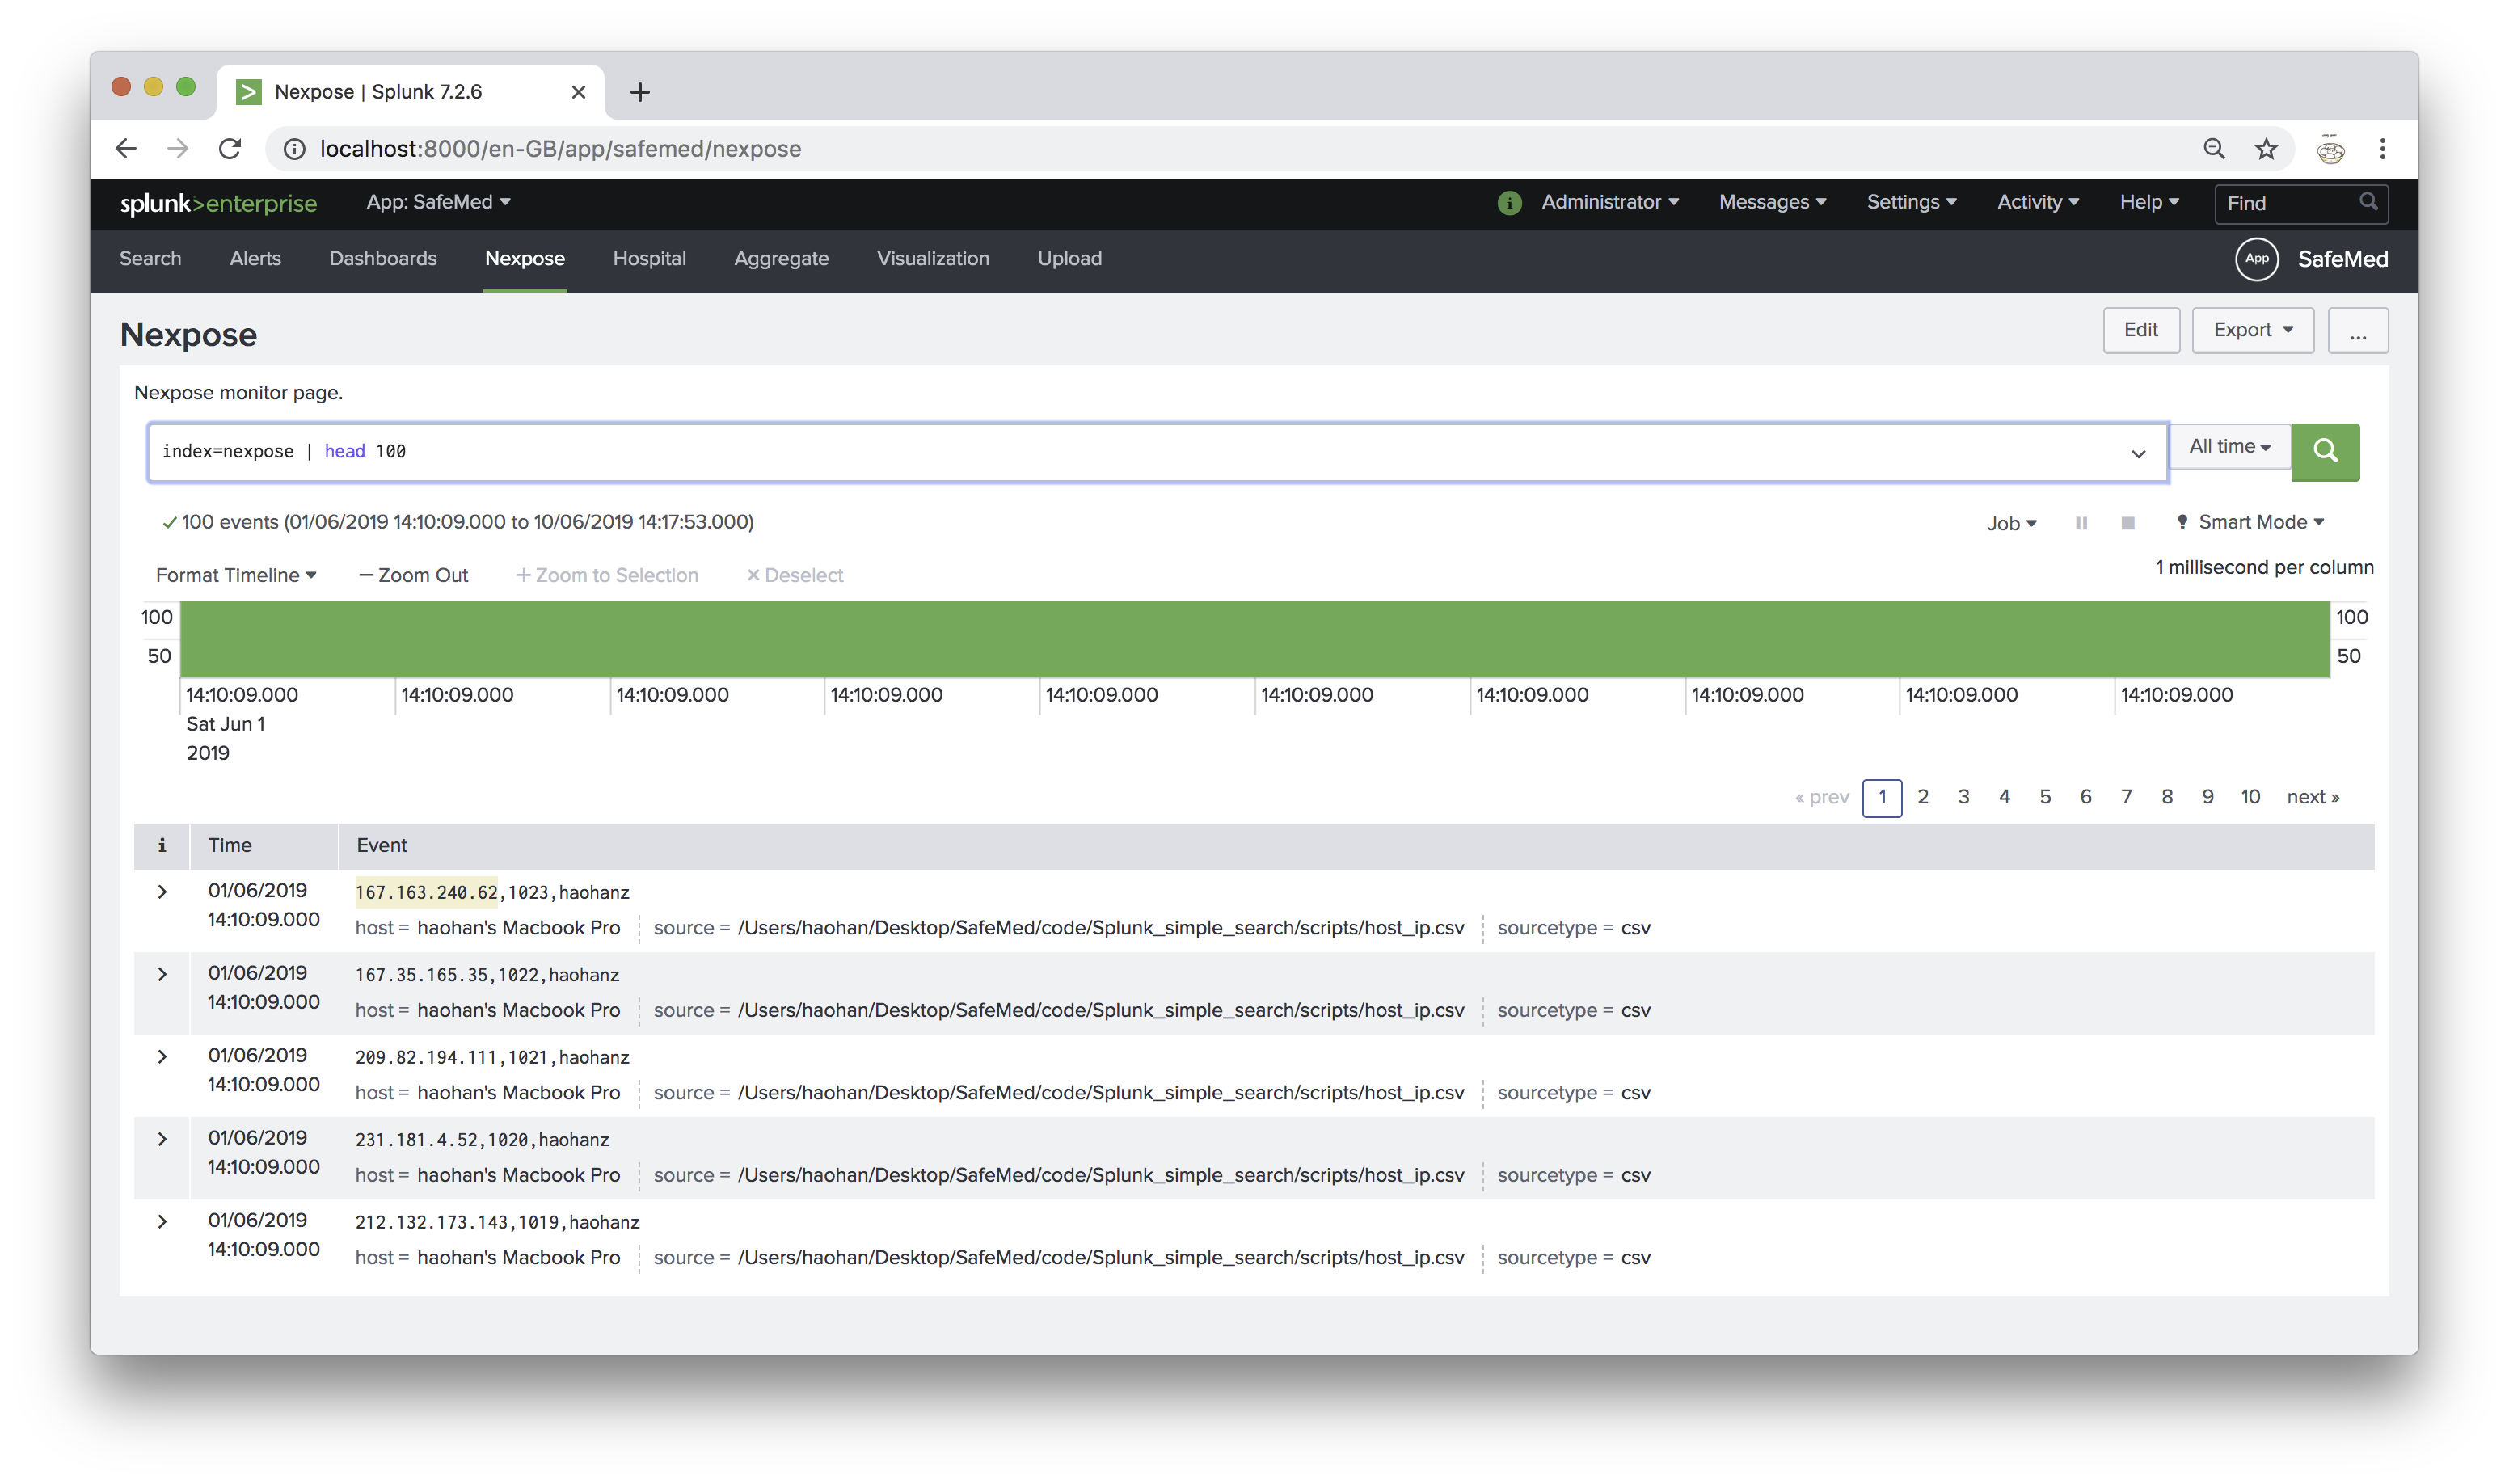 Nexpose | Splunk 7.2.6
localhost:8000/en-GB/app/safemed/nexpose
splunk>enterprise App: SafeMed i Administrator Messages Settings Activity Help Find
Search Alerts Dashboards Nexpose Hospital Aggregate Visualization Upload App SafeMed
Nexpose Edit Export ...
Nexpose monitor page.
index=nexpose | head 100 All time
✓ 100 events (01/06/2019 14:10:09.000 to 10/06/2019 14:17:53.000) Job Smart Mode
Format Timeline — Zoom Out + Zoom to Selection × Deselect 1 millisecond per column
100 100
50 50
14:10:09.000 14:10:09.000 14:10:09.000 14:10:09.000 14:10:09.000 14:10:09.000 14:10:09.000 14:10:09.000 14:10:09.000 14:10:09.000
Sat Jun 1
2019
« prev 1 2 3 4 5 6 7 8 9 10 next »
i Time Event
01/06/2019 167.163.240.62,1023,haohanz
14:10:09.000 host = haohan's Macbook Pro source = /Users/haohan/Desktop/SafeMed/code/Splunk_simple_search/scripts/host_ip.csv sourcetype = csv
01/06/2019 167.35.165.35,1022,haohanz
14:10:09.000 host = haohan's Macbook Pro source = /Users/haohan/Desktop/SafeMed/code/Splunk_simple_search/scripts/host_ip.csv sourcetype = csv
01/06/2019 209.82.194.111,1021,haohanz
14:10:09.000 host = haohan's Macbook Pro source = /Users/haohan/Desktop/SafeMed/code/Splunk_simple_search/scripts/host_ip.csv sourcetype = csv
01/06/2019 231.181.4.52,1020,haohanz
14:10:09.000 host = haohan's Macbook Pro source = /Users/haohan/Desktop/SafeMed/code/Splunk_simple_search/scripts/host_ip.csv sourcetype = csv
01/06/2019 212.132.173.143,1019,haohanz
14:10:09.000 host = haohan's Macbook Pro source = /Users/haohan/Desktop/SafeMed/code/Splunk_simple_search/scripts/host_ip.csv sourcetype = csv